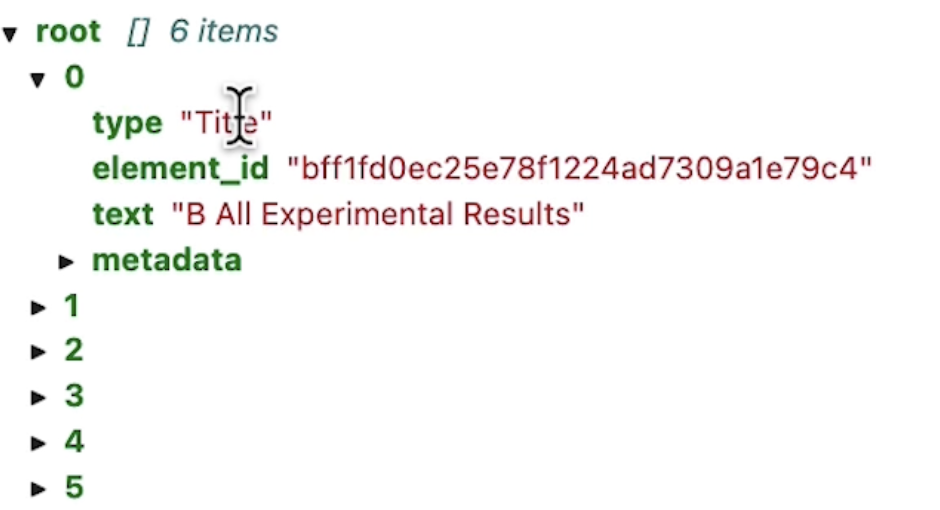 root [] 6 items
0
type "Title"
element_id "bff1fd0ec25e78f1224ad7309a1e79c4"
text "B All Experimental Results"
metadata
1
2
3
4
5